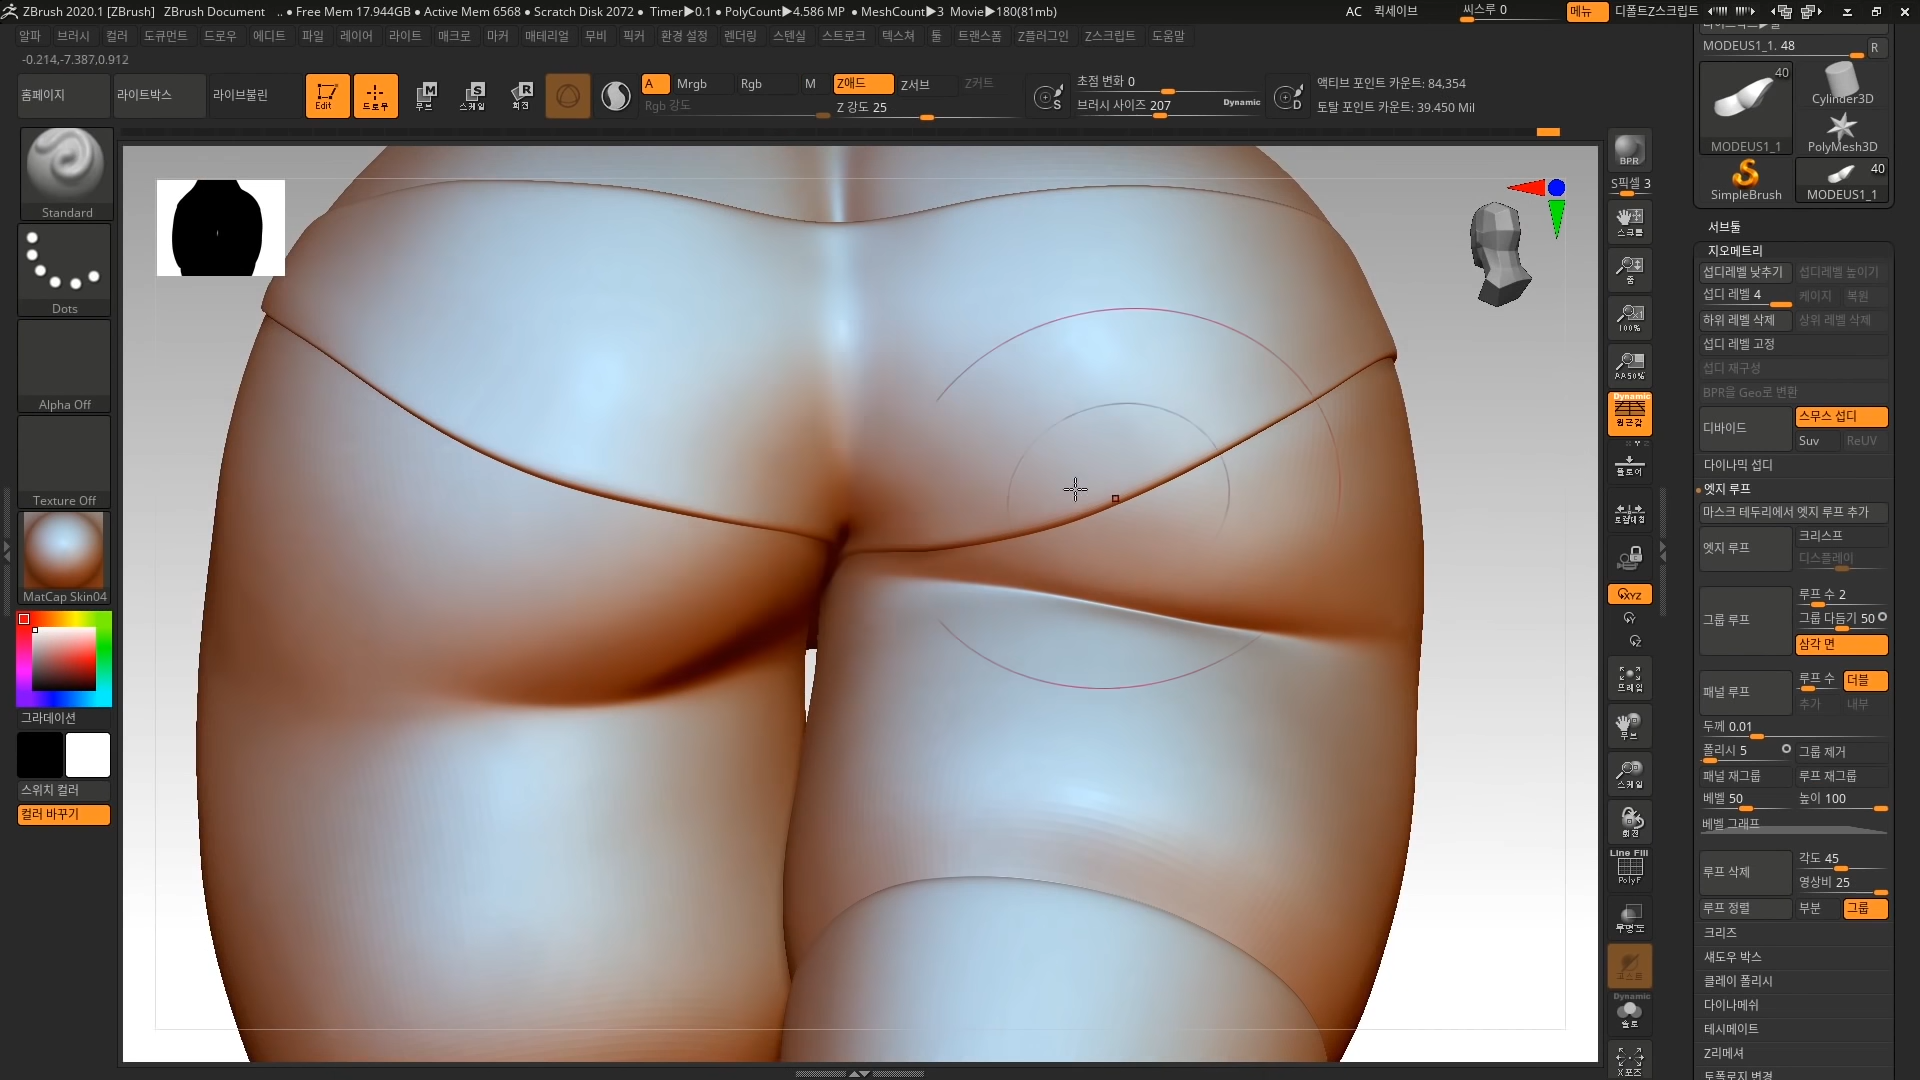 ZBrush 2020.1 [ZBrush] ZBrush Document .. ● Free Mem 17.944GB ● Active Mem 6568 ● Scratch Disk 2072 ● Timer▶0.1 ● PolyCount▶4.586 MP ● MeshCount▶3 Movie▶180(81mb) AC 퀵세이브 씨스루 0 메뉴 디폴트Z스크립트
알파 브러시 컬러 도큐먼트 드로우 에디트 파일 레이어 라이트 매크로 마커 매테리얼 무비 픽커 환경 설정 렌더링 스텐실 스트로크 텍스쳐 툴 트랜스폼 Z플러그인 Z스크립트 도움말
-0.214,-7.387,0.912
홈페이지 라이트박스 라이브불린
Edit 드로우 무브 스케일 회전
A Mrgb Rgb M
Rgb 강도
Z애드 Z서브 Z커트
Z 강도 25
초점 변화 0
브러시 사이즈 207 Dynamic
액티브 포인트 카운트: 84,354
토탈 포인트 카운트: 39.450 Mil
Standard
Dots
Alpha Off
Texture Off
MatCap Skin04
그라데이션
스위치 컬러
컬러 바꾸기
BPR
S픽셀 3
스크롤
줌
100%
AA50%
Dynamic
원근감
플로어
로컬대칭
XYZ
프레임
무브
스케일
회전
Line Fill
PolyF
투명도
고스트
Dynamic
솔로
X포즈
MODEUS1_1. 48 R
40
MODEUS1_1
Cylinder3D
PolyMesh3D
SimpleBrush
40
MODEUS1_1
서브툴
지오메트리
섭디레벨 낮추기 섭디레벨 높이기
섭디 레벨 4 케이지 복원
하위 레벨 삭제 상위 레벨 삭제
섭디 레벨 고정
섭디 재구성
BPR을 Geo로 변환
디바이드 스무스 섭디
Suv ReUV
다이나믹 섭디
엣지 루프
마스크 테두리에서 엣지 루프 추가
엣지 루프 크리스프
디스플레이
그룹 루프 루프 수 2
그룹 다듬기 50
삼각 면
패널 루프 루프 수 더블
추가 내부
두께 0.01
폴리시 5 그룹 제거
패널 재그룹 루프 재그룹
베벨 50 높이 100
베벨 그래프
루프 삭제 각도 45
영상비 25
루프 정렬 부분 그룹
크리즈
섀도우 박스
클레이 폴리시
다이나메쉬
테시메이트
Z리메셔
토폴로지 변경